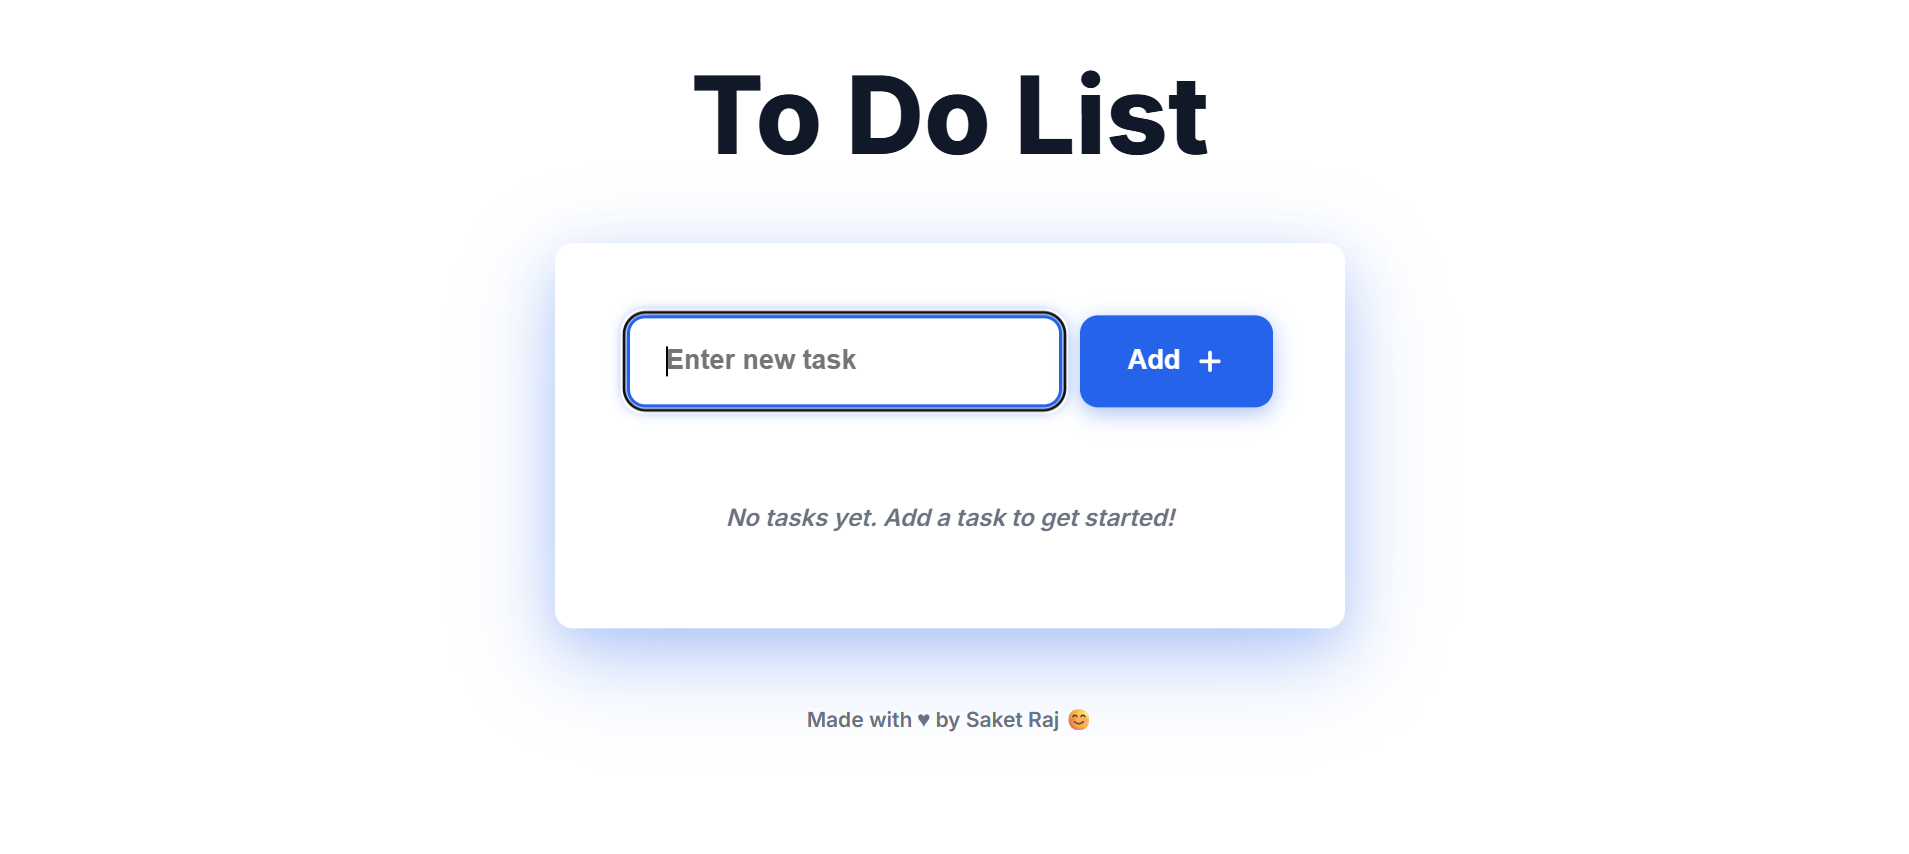 To Do List
Enter new task
Add +
No tasks yet. Add a task to get started!
Made with ♥ by Saket Raj 😊